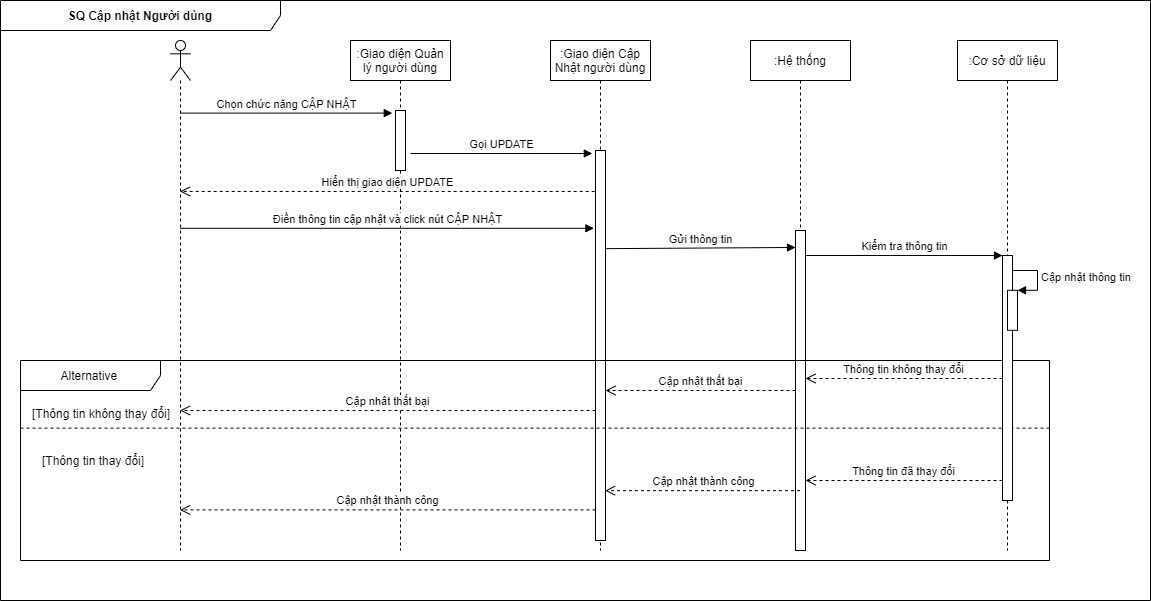 SQ Cập nhật Người dùng
:Giao diện Quản
lý người dùng
:Giao diện Cập
Nhật người dùng
:Hệ thống
:Cơ sở dữ liệu
Chọn chức năng CẬP NHẬT
Gọi UPDATE
Hiển thị giao diện UPDATE
Điền thông tin cập nhật và click nút CẬP NHẬT
Gửi thông tin
Kiểm tra thông tin
Cập nhật thông tin
Alternative
Thông tin không thay đổi
Cập nhật thất bại
Cập nhât thất bại
[Thông tin không thay đổi]
[Thông tin thay đổi]
Thông tin đã thay đổi
Cập nhật thành công
Cập nhật thành công